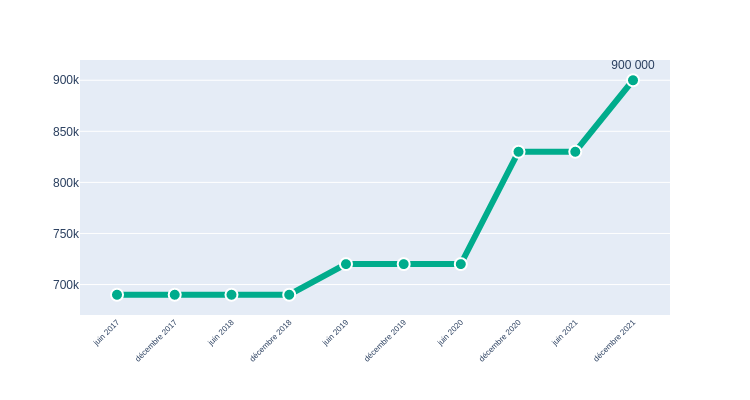 900 000
900k
850k
800k
750k
700k
juin 2017
décembre 2017
juin 2018
décembre 2018
juin 2019
décembre 2019
juin 2020
décembre 2020
juin 2021
décembre 2021